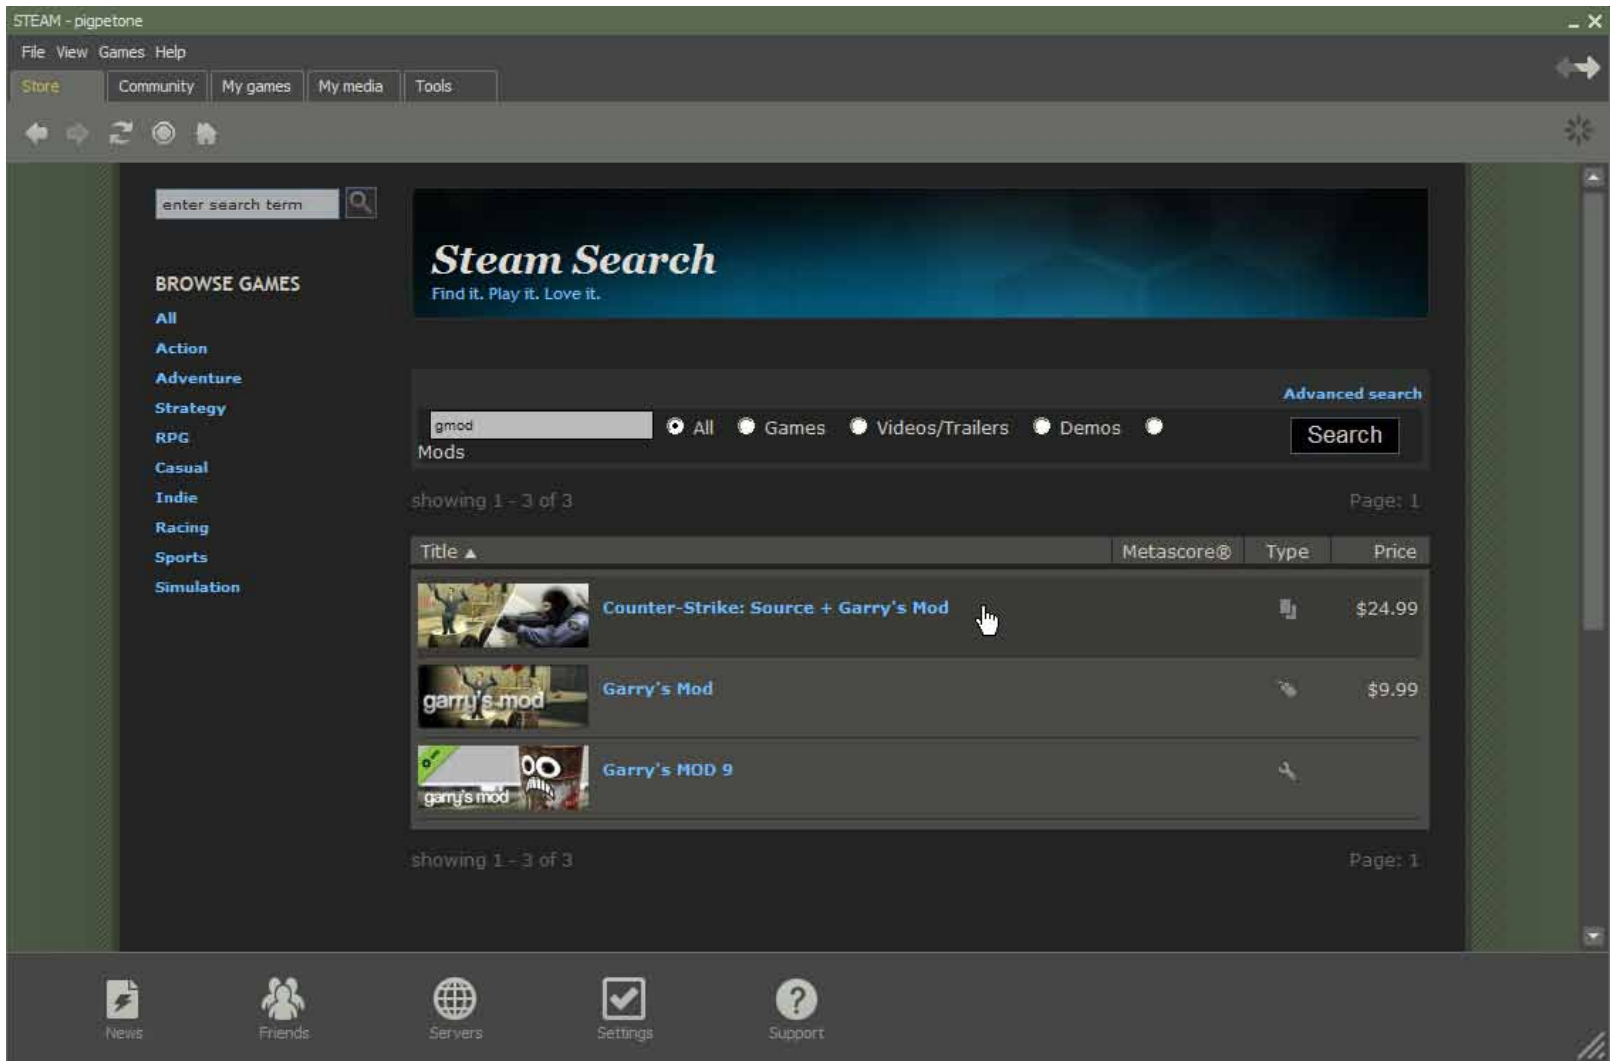 STEAM - pigpetone
File View Games Help
Store Community My games My media Tools
enter search term
Steam Search
Find it. Play it. Love it.
BROWSE GAMES
All
Action
Adventure
Strategy
RPG
Casual
Indie
Racing
Sports
Simulation
Advanced search
gmod All Games Videos/Trailers Demos
Mods
Search
showing 1 - 3 of 3 Page: 1
Title ▲ Metascore® Type Price
Counter-Strike: Source + Garry's Mod $24.99
garry's mod
Garry's Mod $9.99
garry's mod
Garry's MOD 9
showing 1 - 3 of 3 Page: 1
News Friends Servers Settings Support